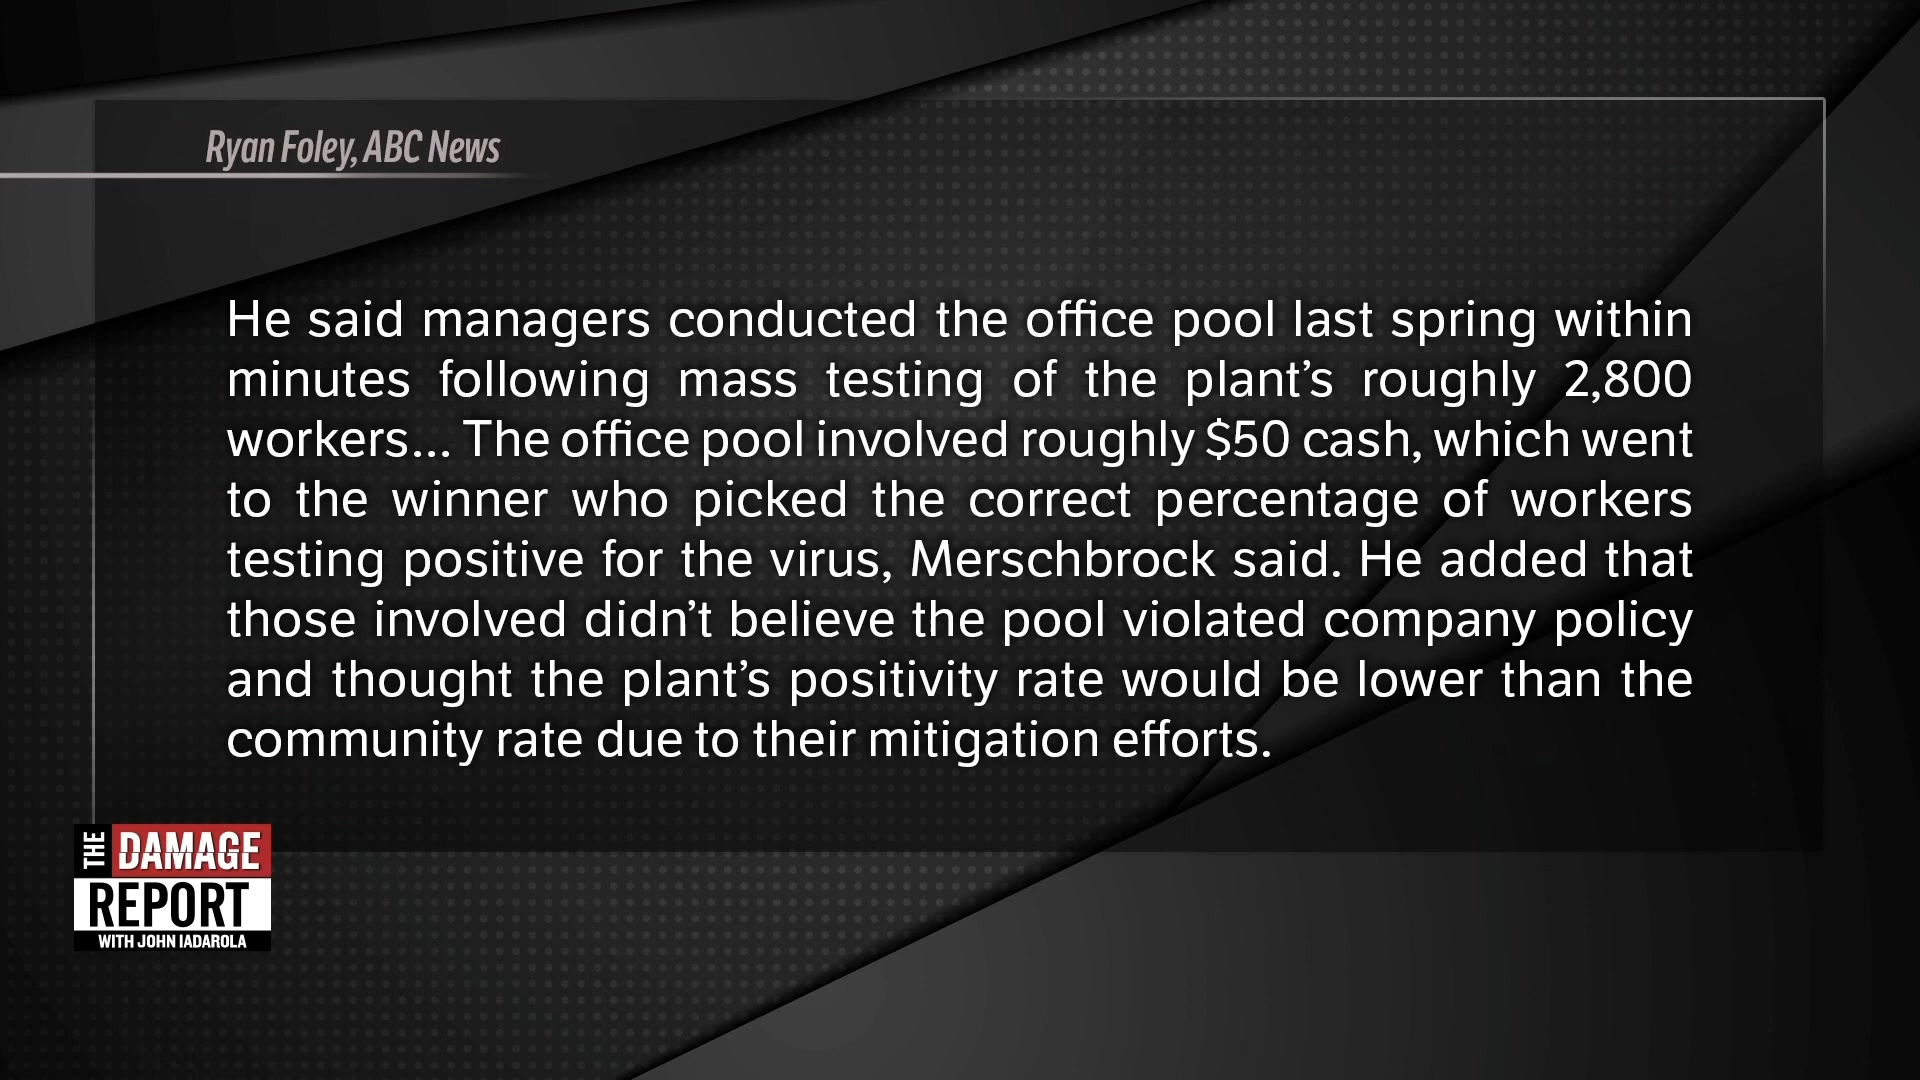 Ryan Foley, ABC News
He said managers conducted the office pool last spring within
minutes following mass testing of the plant’s roughly 2,800
workers... The office pool involved roughly $50 cash, which went
to the winner who picked the correct percentage of workers
testing positive for the virus, Merschbrock said. He added that
those involved didn’t believe the pool violated company policy
and thought the plant’s positivity rate would be lower than the
community rate due to their mitigation efforts.
THE DAMAGE
REPORT
WITH JOHN IADAROLA